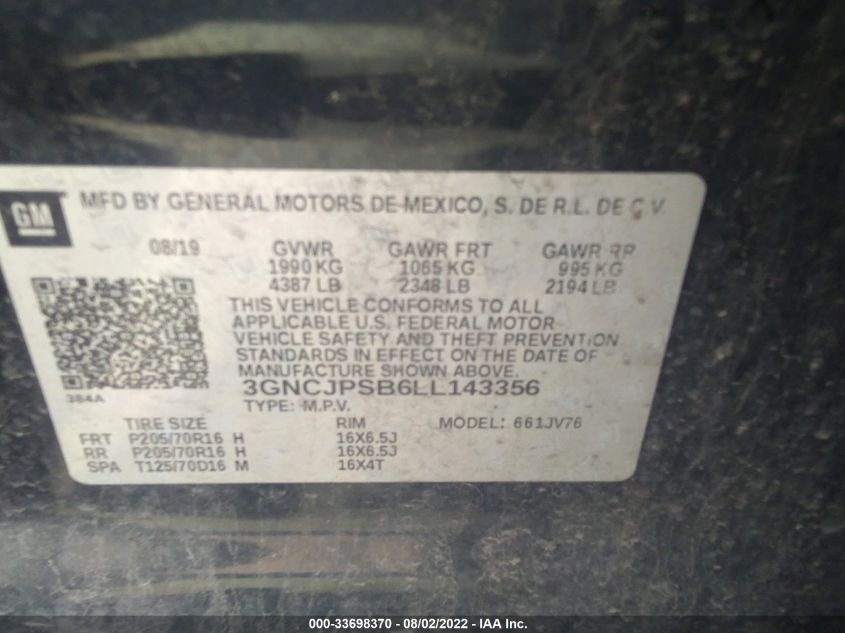 GM
MFD BY GENERAL MOTORS DE MEXICO, S. DE R.L. DE C.V.
08/19 GVWR GAWR FRT GAWR RR
1990 KG 1065 KG 995 KG
4387 LB 2348 LB 2194 LB
THIS VEHICLE CONFORMS TO ALL
APPLICABLE U.S. FEDERAL MOTOR
VEHICLE SAFETY AND THEFT PREVENTION
STANDARDS IN EFFECT ON THE DATE OF
MANUFACTURE SHOWN ABOVE.
384A
3GNCJPSB6LL143356
TYPE: M.P.V.
TIRE SIZE RIM MODEL: 661JV76
FRT P205/70R16 H 16X6.5J
RR P205/70R16 H 16X6.5J
SPA T125/70D16 M 16X4T
000-33698370 - 08/02/2022 - IAA Inc.